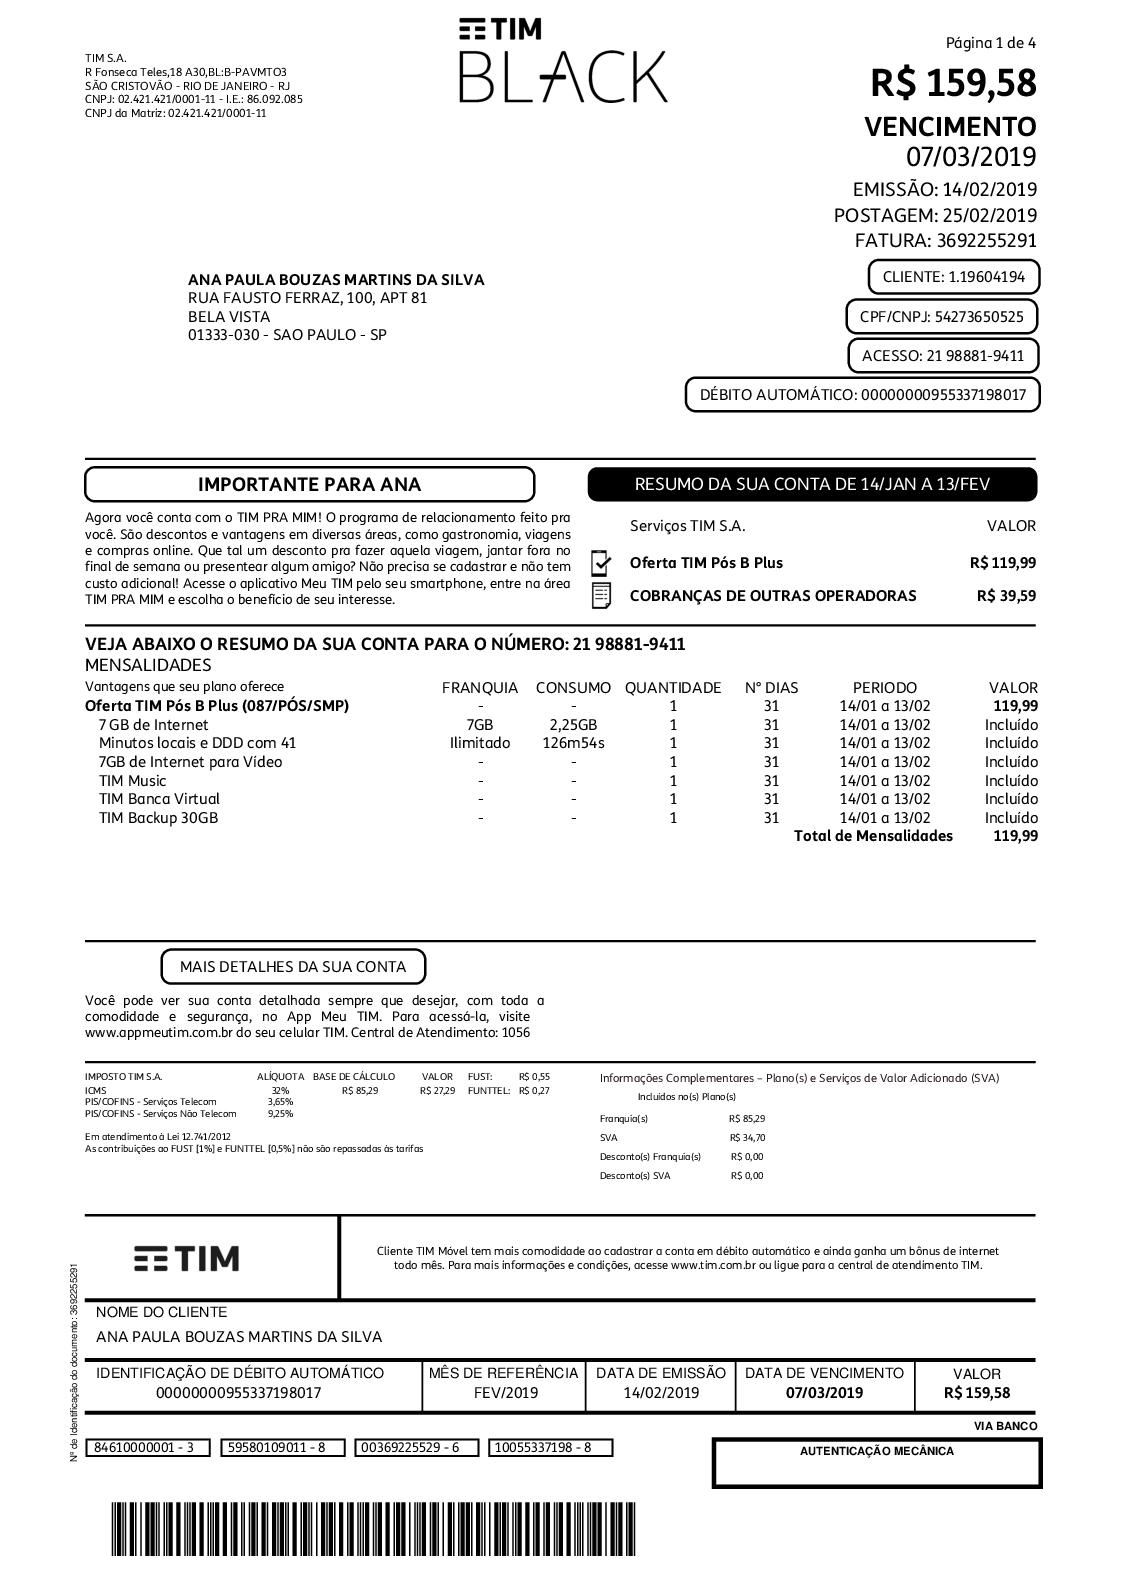 TIM
BLACK
TIM S.A.
R Fonseca Teles,18 A30,BL:B-PAVMTO3
SÃO CRISTOVÃO - RIO DE JANEIRO - RJ
CNPJ: 02.421.421/0001-11 - I.E.: 86.092.085
CNPJ da Matriz: 02.421.421/0001-11
Página 1 de 4
R$ 159,58
VENCIMENTO
07/03/2019
EMISSÃO: 14/02/2019
POSTAGEM: 25/02/2019
FATURA: 3692255291
CLIENTE: 1.19604194
CPF/CNPJ: 54273650525
ACESSO: 21 98881-9411
DÉBITO AUTOMÁTICO: 00000000955337198017
ANA PAULA BOUZAS MARTINS DA SILVA
RUA FAUSTO FERRAZ, 100, APT 81
BELA VISTA
01333-030 - SAO PAULO - SP
IMPORTANTE PARA ANA
Agora você conta com o TIM PRA MIM! O programa de relacionamento feito pra
você. São descontos e vantagens em diversas áreas, como gastronomia, viagens
e compras online. Que tal um desconto pra fazer aquela viagem, jantar fora no
final de semana ou presentear algum amigo? Não precisa se cadastrar e não tem
custo adicional! Acesse o aplicativo Meu TIM pelo seu smartphone, entre na área
TIM PRA MIM e escolha o benefício de seu interesse.
RESUMO DA SUA CONTA DE 14/JAN A 13/FEV
Serviços TIM S.A. VALOR
Oferta TIM Pós B Plus R$ 119,99
COBRANÇAS DE OUTRAS OPERADORAS R$ 39,59
VEJA ABAIXO O RESUMO DA SUA CONTA PARA O NÚMERO: 21 98881-9411
MENSALIDADES
Vantagens que seu plano oferece FRANQUIA CONSUMO QUANTIDADE Nº DIAS PERIODO VALOR
Oferta TIM Pós B Plus (087/PÓS/SMP) - - 1 31 14/01 a 13/02 119,99
7 GB de Internet 7GB 2,25GB 1 31 14/01 a 13/02 Incluído
Minutos locais e DDD com 41 Ilimitado 126m54s 1 31 14/01 a 13/02 Incluído
7GB de Internet para Vídeo - - 1 31 14/01 a 13/02 Incluído
TIM Music - - 1 31 14/01 a 13/02 Incluído
TIM Banca Virtual - - 1 31 14/01 a 13/02 Incluído
TIM Backup 30GB - - 1 31 14/01 a 13/02 Incluído
Total de Mensalidades 119,99
MAIS DETALHES DA SUA CONTA
Você pode ver sua conta detalhada sempre que desejar, com toda a
comodidade e segurança, no App Meu TIM. Para acessá-la, visite
www.appmeutim.com.br do seu celular TIM. Central de Atendimento: 1056
IMPOSTO TIM S.A. ALÍQUOTA BASE DE CÁLCULO VALOR FUST: R$ 0,55
ICMS 32% R$ 85,29 R$ 27,29 FUNTTEL: R$ 0,27
PIS/COFINS - Serviços Telecom 3,65%
PIS/COFINS - Serviços Não Telecom 9,25%
Em atendimento à Lei 12.741/2012
As contribuições ao FUST [1%] e FUNTTEL [0,5%] não são repassadas às tarifas
Informações Complementares – Plano(s) e Serviços de Valor Adicionado (SVA)
Incluídos no(s) Plano(s)
Franquia(s) R$ 85,29
SVA R$ 34,70
Desconto(s) Franquia(s) R$ 0,00
Desconto(s) SVA R$ 0,00
TIM
Cliente TIM Móvel tem mais comodidade ao cadastrar a conta em débito automático e ainda ganha um bônus de internet
todo mês. Para mais informações e condições, acesse www.tim.com.br ou ligue para a central de atendimento TIM.
Nº de Identificação do documento: 3692255291
NOME DO CLIENTE
ANA PAULA BOUZAS MARTINS DA SILVA
IDENTIFICAÇÃO DE DÉBITO AUTOMÁTICO MÊS DE REFERÊNCIA DATA DE EMISSÃO DATA DE VENCIMENTO VALOR
00000000955337198017 FEV/2019 14/02/2019 07/03/2019 R$ 159,58
VIA BANCO
84610000001 - 3 59580109011 - 8 00369225529 - 6 10055337198 - 8
AUTENTICAÇÃO MECÂNICA